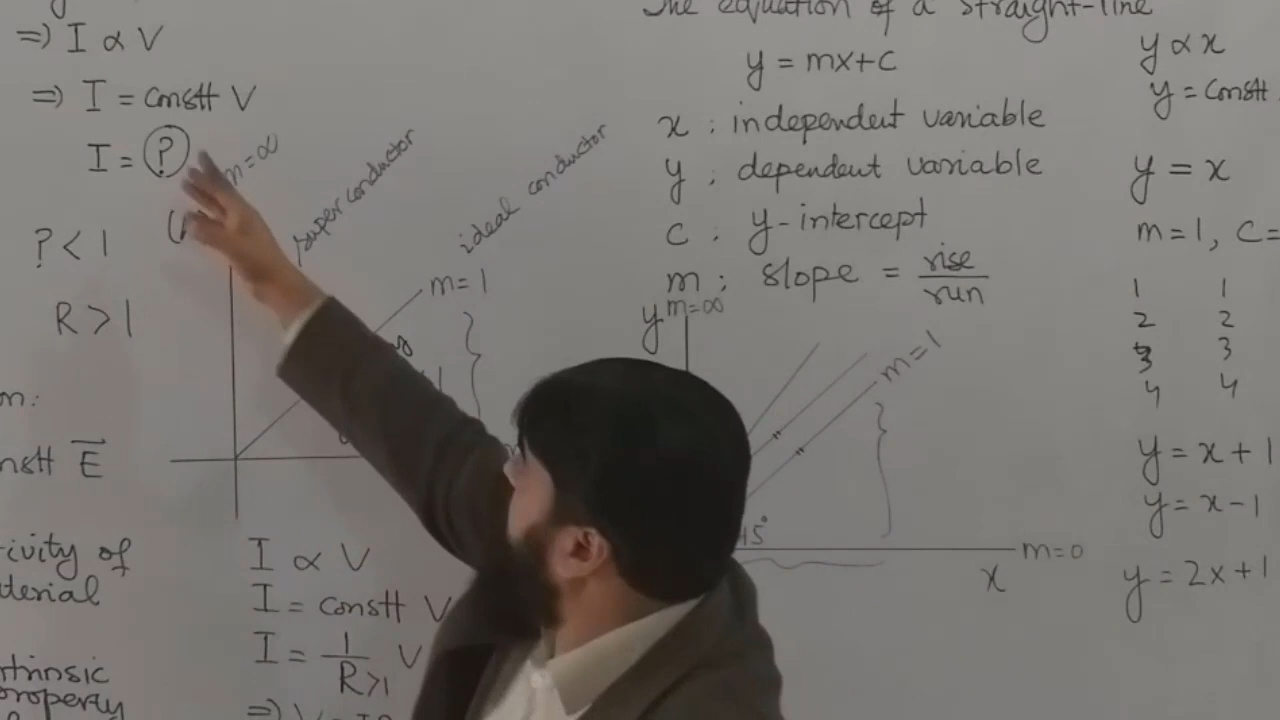 =) I ∝ V
=) I = constt V
I = ?
m = ∞
? < 1
R > 1
super conductor
ideal conductor
m = 1
n:
nstt E⃗
ivity of
terial
trinsic
property
I ∝ V
I = constt V
I = 1/R>1 V
The equation of a straight-line
y = mx + c
x : independent variable
y : dependent variable
c : y-intercept
m : slope = rise/run
y m = ∞
m = 1
45°
x m = 0
y ∝ x
y = constt
y = x
m = 1, c =
1 1
2 2
3 3
4 4
y = x + 1
y = x - 1
y = 2x + 1